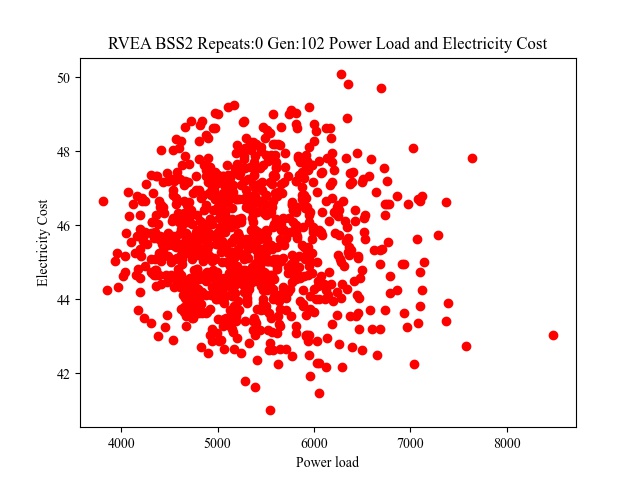 RVEA BSS2 Repeats:0 Gen:102 Power Load and Electricity Cost
50
48
46
44
42
Electricity Cost
4000 5000 6000 7000 8000
Power load